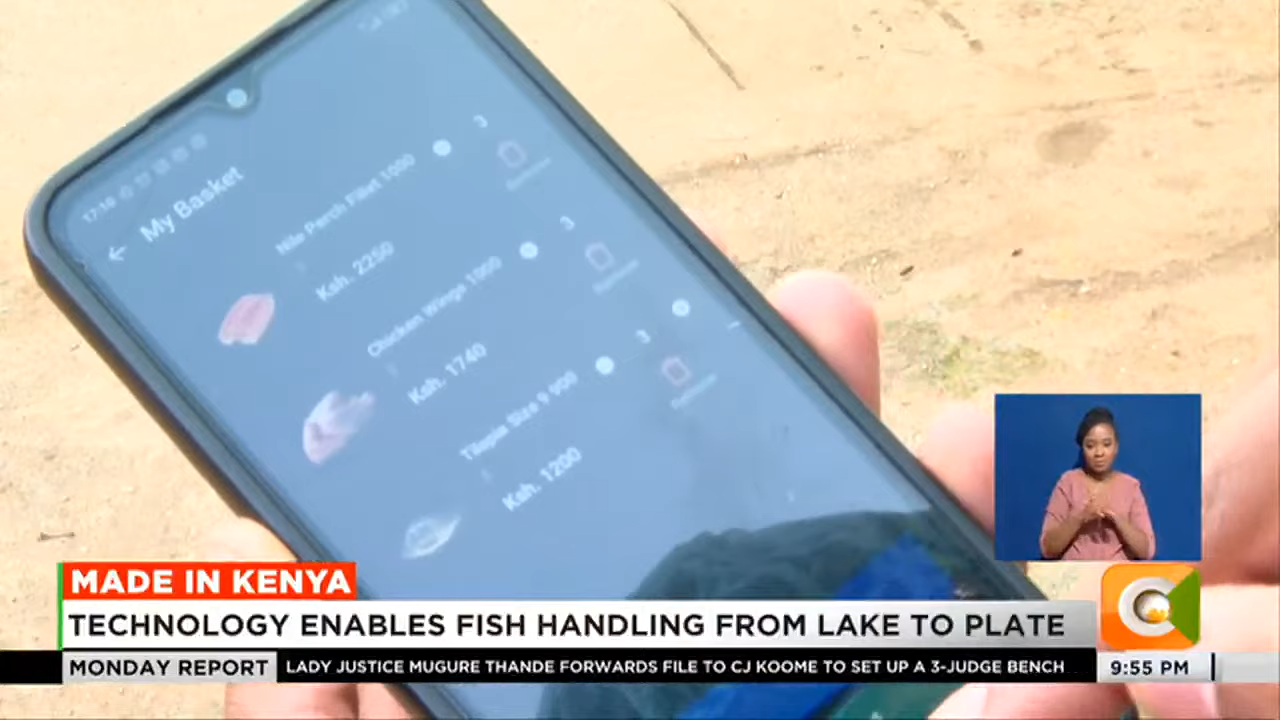 17:18
My Basket
Nile Perch Fillet 1000
3
Ksh. 2250
Chicken Wings 1000
3
Ksh. 1740
Tilapia Size 9 900
3
Ksh. 1200
MADE IN KENYA
TECHNOLOGY ENABLES FISH HANDLING FROM LAKE TO PLATE
MONDAY REPORT
LADY JUSTICE MUGURE THANDE FORWARDS FILE TO CJ KOOME TO SET UP A 3-JUDGE BENCH
9:55 PM